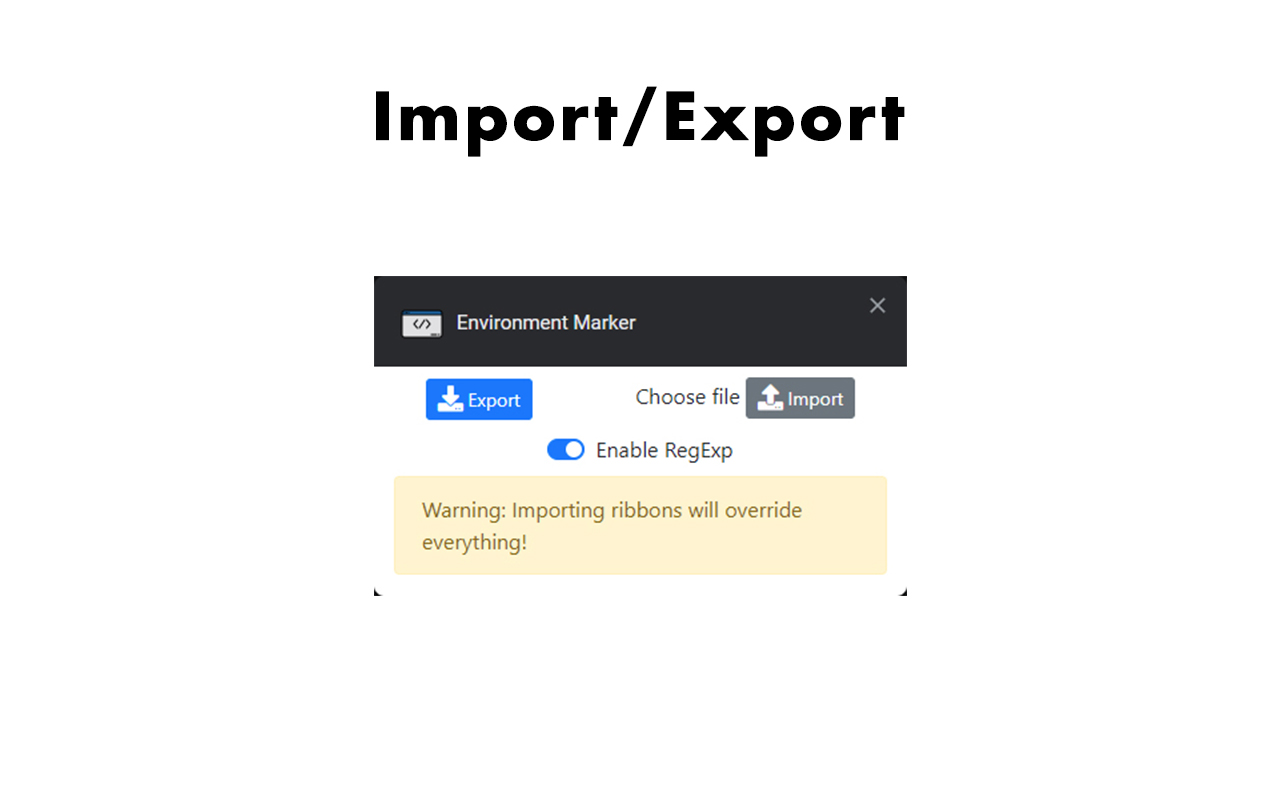 Import/Export
Environment Marker
Export
Choose file
Import
Enable RegExp
Warning: Importing ribbons will override
everything!